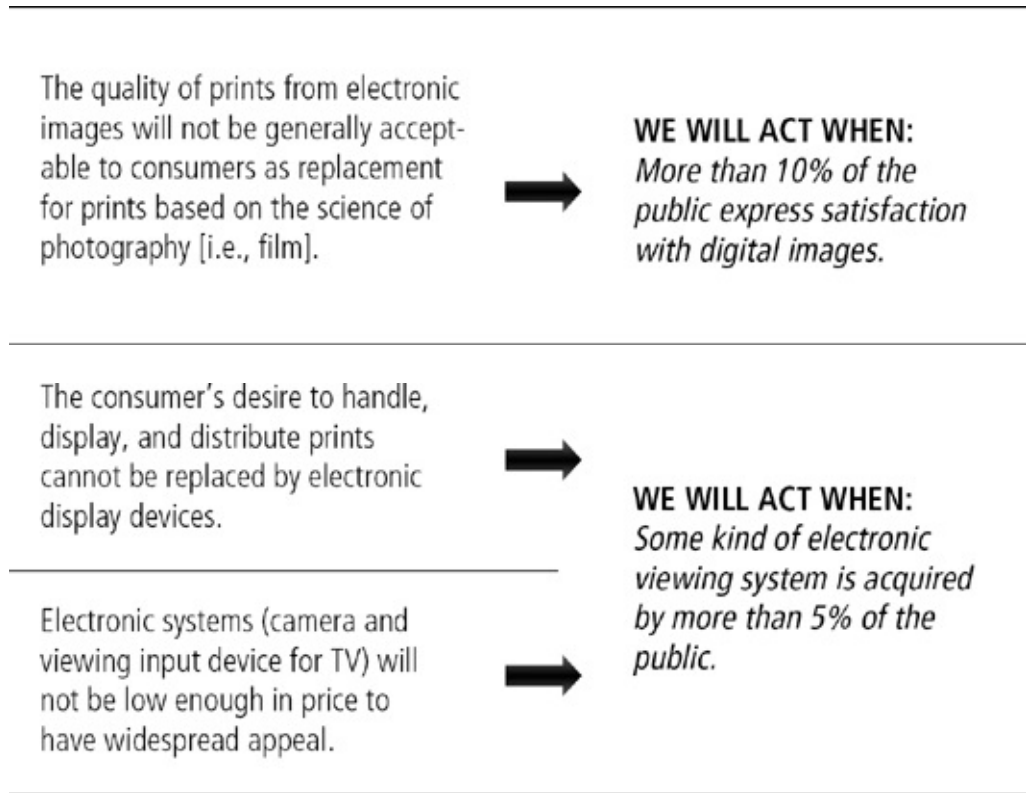 The quality of prints from electronic
images will not be generally accept-
able to consumers as replacement
for prints based on the science of
photography [i.e., film].
WE WILL ACT WHEN:
More than 10% of the
public express satisfaction
with digital images.
The consumer’s desire to handle,
display, and distribute prints
cannot be replaced by electronic
display devices.
Electronic systems (camera and
viewing input device for TV) will
not be low enough in price to
have widespread appeal.
WE WILL ACT WHEN:
Some kind of electronic
viewing system is acquired
by more than 5% of the
public.